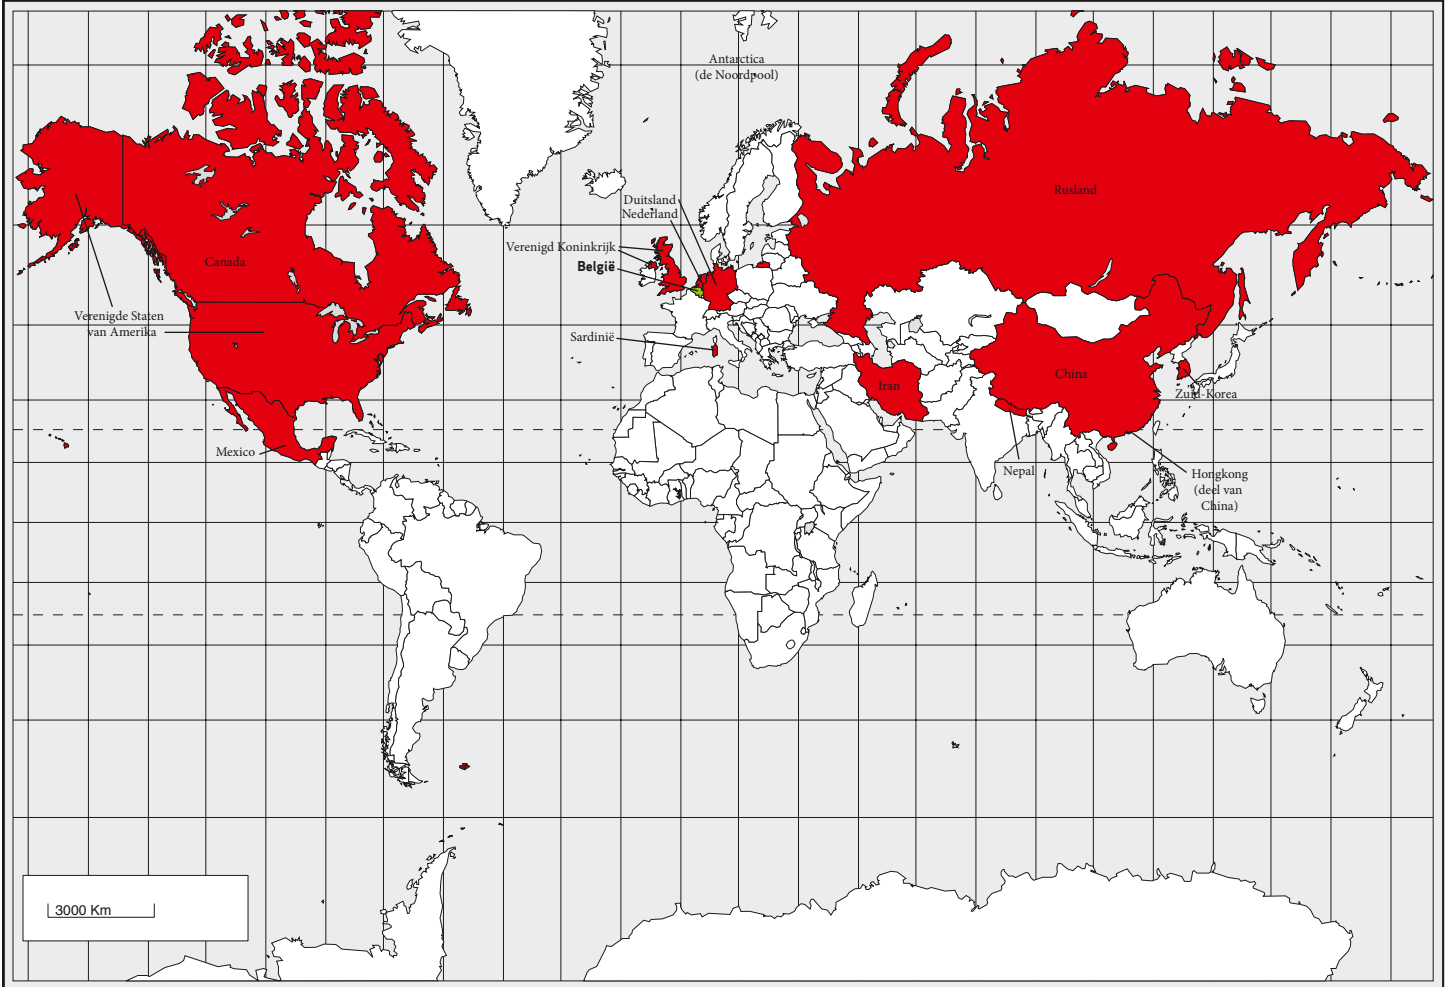 Antarctica
(de Noordpool)
Rusland
Duitsland
Nederland
Verenigd Koninkrijk
België
Canada
Verenigde Staten
van Amerika
Sardinië
China
Iran
Zuid-Korea
Mexico
Nepal
Hongkong
(deel van
China)
3000 Km